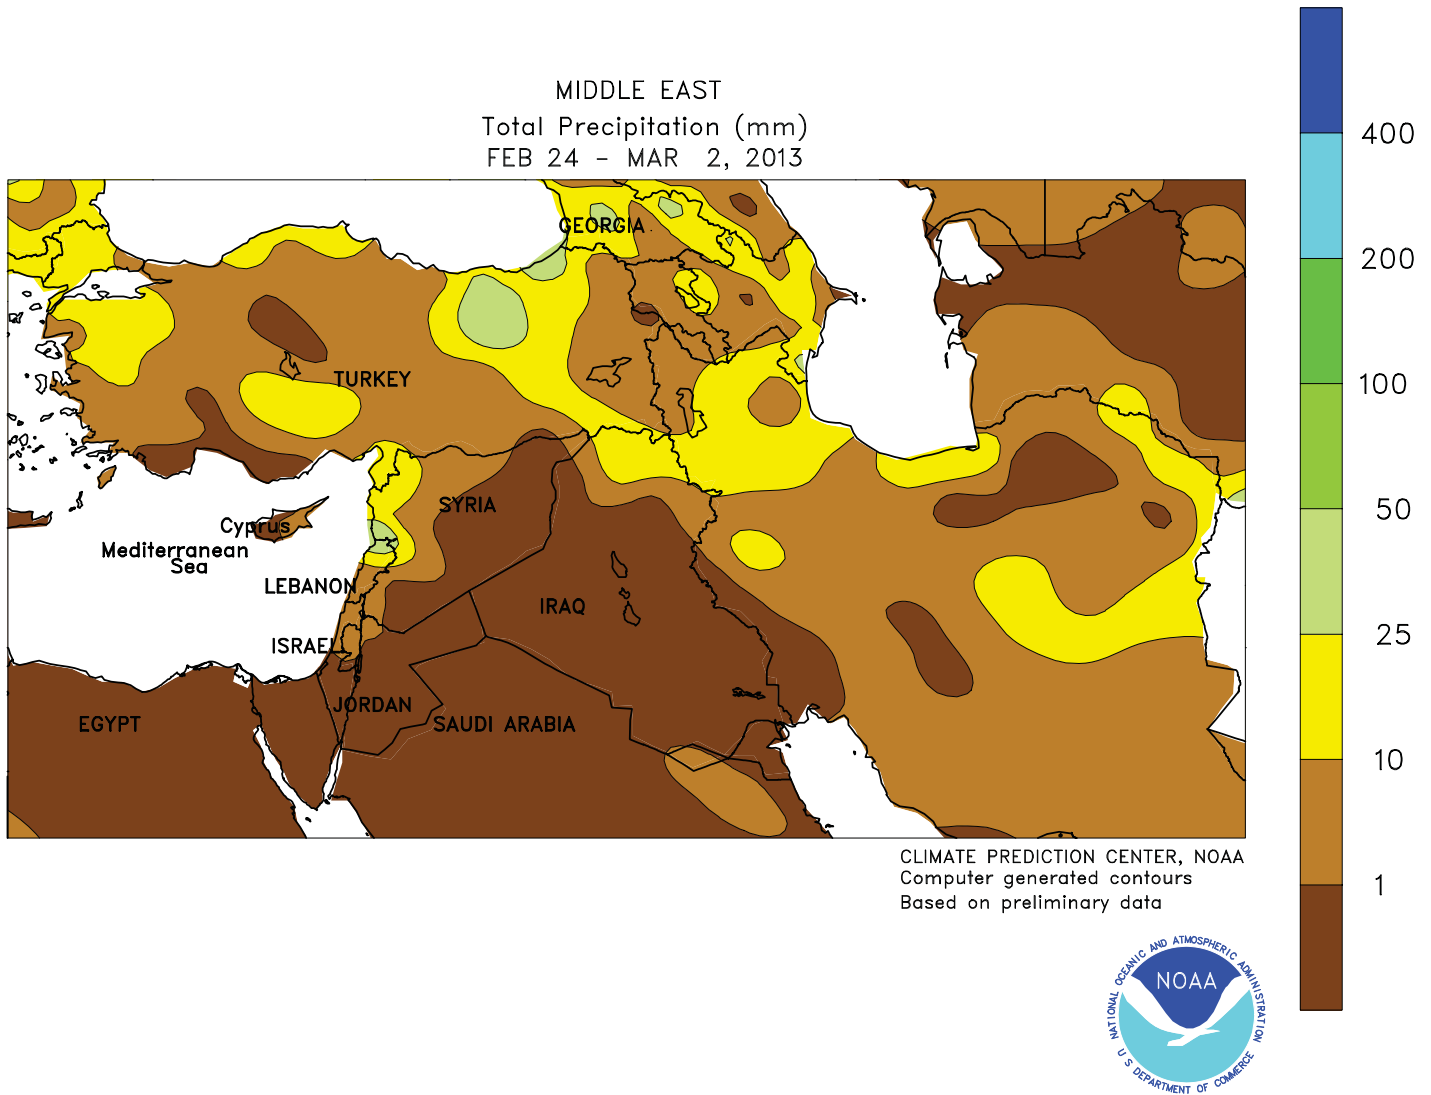 MIDDLE EAST
Total Precipitation (mm)
FEB 24 – MAR 2, 2013
400
200
100
50
25
10
1
GEORGIA
TURKEY
SYRIA
Cyprus
Mediterranean
Sea
LEBANON
IRAQ
ISRAEL
JORDAN
EGYPT
SAUDI ARABIA
CLIMATE PREDICTION CENTER, NOAA
Computer generated contours
Based on preliminary data
NATIONAL OCEANIC AND ATMOSPHERIC ADMINISTRATION
NOAA
U S DEPARTMENT OF COMMERCE